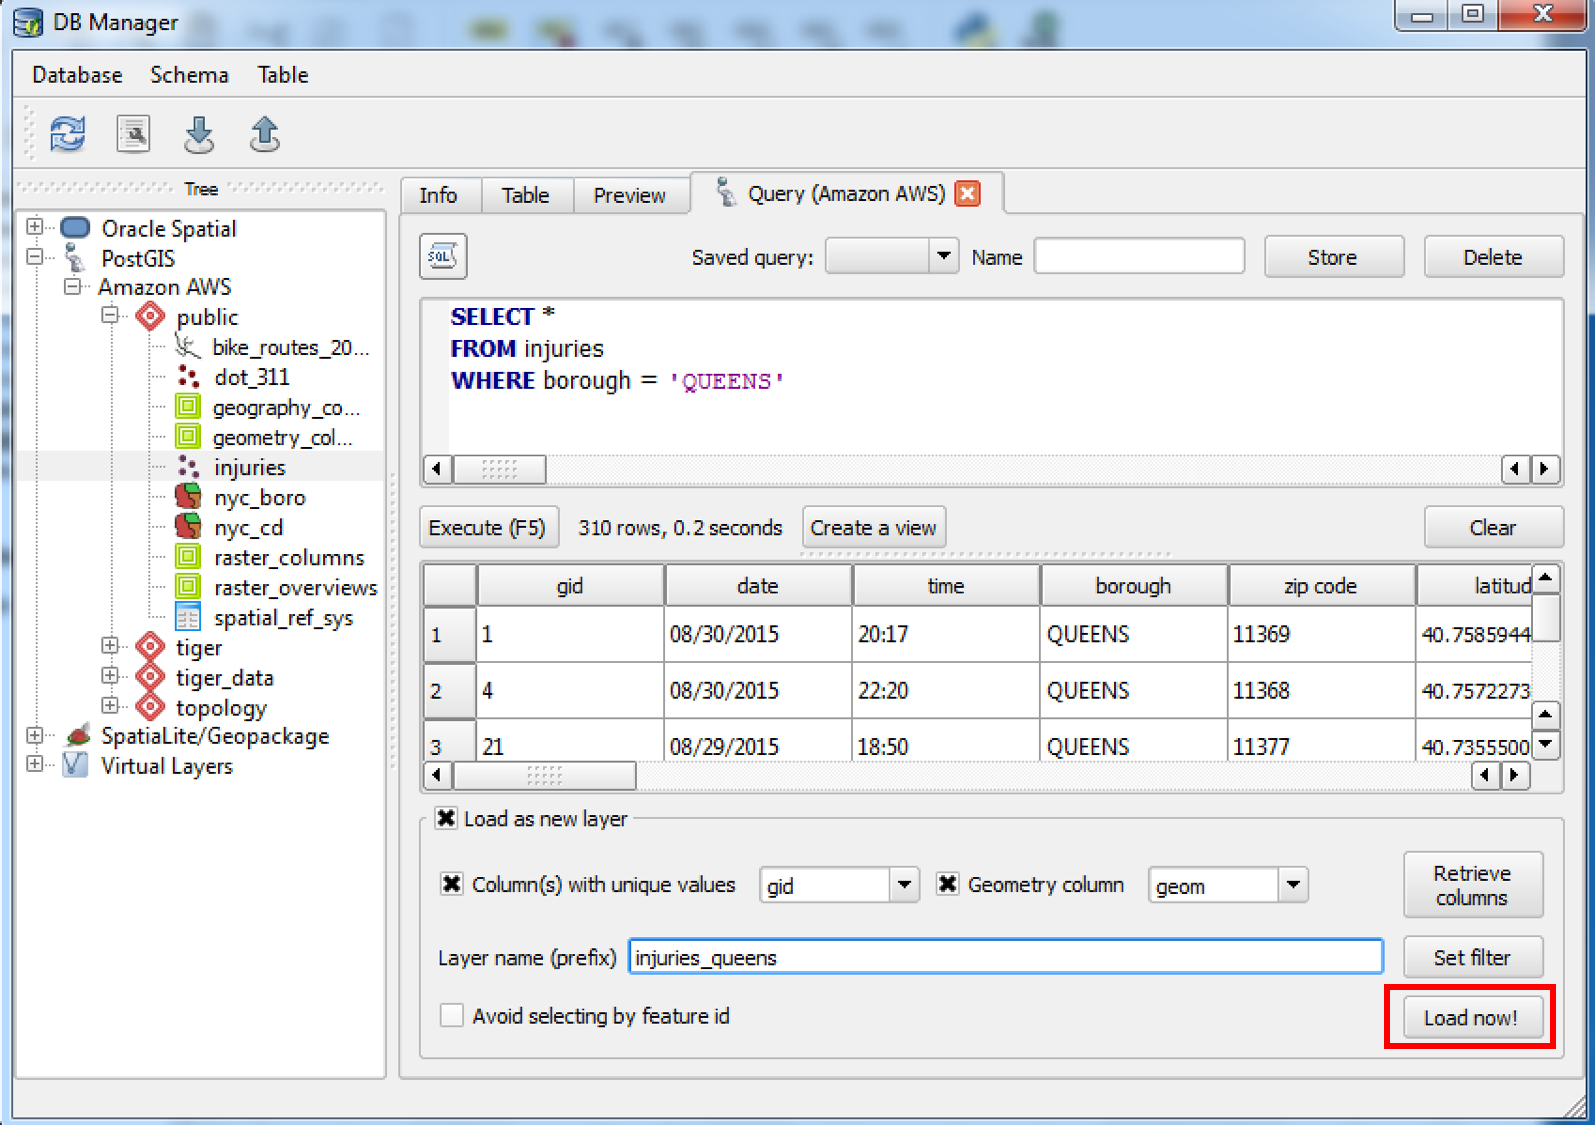 DB Manager
Database Schema Table
Tree
Oracle Spatial
PostGIS
Amazon AWS
public
bike_routes_20...
dot_311
geography_co...
geometry_col...
injuries
nyc_boro
nyc_cd
raster_columns
raster_overviews
spatial_ref_sys
tiger
tiger_data
topology
SpatiaLite/Geopackage
Virtual Layers
Info Table Preview Query (Amazon AWS)
SQL Saved query: Name Store Delete
SELECT *
FROM injuries
WHERE borough = 'QUEENS'
Execute (F5) 310 rows, 0.2 seconds Create a view Clear
gid date time borough zip code latitud
1 1 08/30/2015 20:17 QUEENS 11369 40.7585944
2 4 08/30/2015 22:20 QUEENS 11368 40.7572273
3 21 08/29/2015 18:50 QUEENS 11377 40.7355500
Load as new layer
Column(s) with unique values gid Geometry column geom Retrieve columns
Layer name (prefix) injuries_queens Set filter
Avoid selecting by feature id Load now!